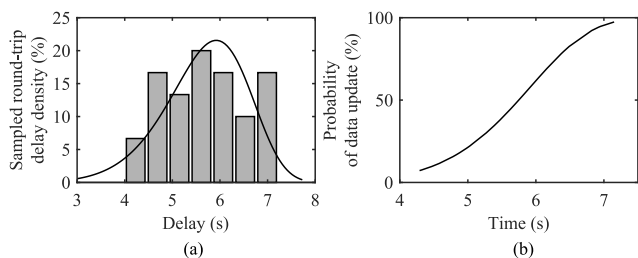 Sampled round-trip
delay density (%)
25
20
15
10
5
0
3 4 5 6 7 8
Delay (s)
(a)
Probability
of data update (%)
100
50
0
4 5 6 7
Time (s)
(b)